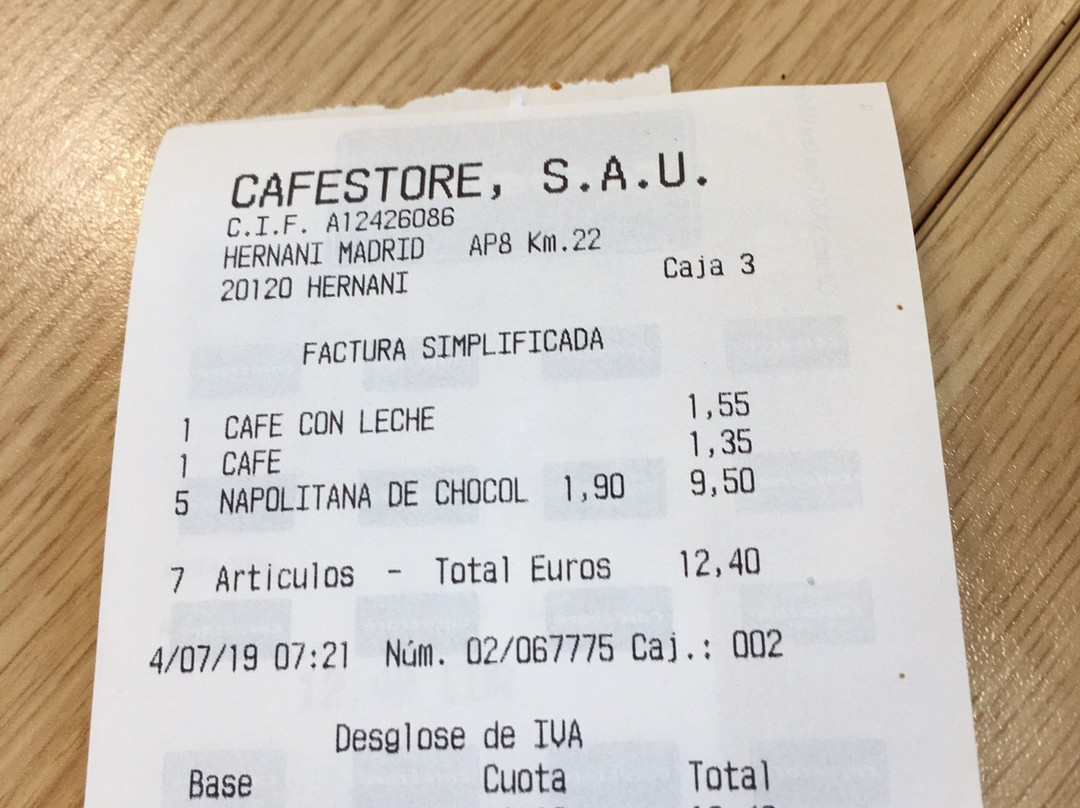 CAFESTORE, S.A.U.
C.I.F. A12426086
HERNANI MADRID AP8 Km.22
20120 HERNANI Caja 3
FACTURA SIMPLIFICADA
1 CAFE CON LECHE 1,55
1 CAFE 1,35
5 NAPOLITANA DE CHOCOL 1,90 9,50
7 Articulos - Total Euros 12,40
4/07/19 07:21 Núm. 02/067775 Caj.: 002
Desglose de IVA
Base Cuota Total